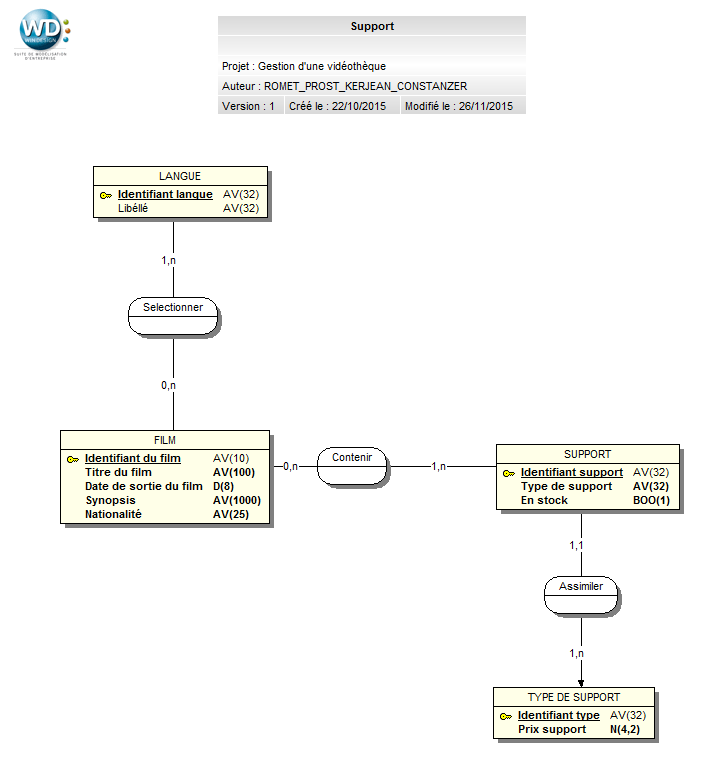 WD
WIN'DESIGN
SUITE DE MODELISATION
D'ENTREPRISE
Support
Projet : Gestion d'une vidéothèque
Auteur : ROMET_PROST_KERJEAN_CONSTANZER
Version : 1 Créé le : 22/10/2015 Modifié le : 26/11/2015
LANGUE
Identifiant langue AV(32)
Libéllé AV(32)
1,n
Selectionner
0,n
FILM
Identifiant du film AV(10)
Titre du film AV(100)
Date de sortie du film D(8)
Synopsis AV(1000)
Nationalité AV(25)
0,n
Contenir
1,n
SUPPORT
Identifiant support AV(32)
Type de support AV(32)
En stock BOO(1)
1,1
Assimiler
1,n
TYPE DE SUPPORT
Identifiant type AV(32)
Prix support N(4,2)